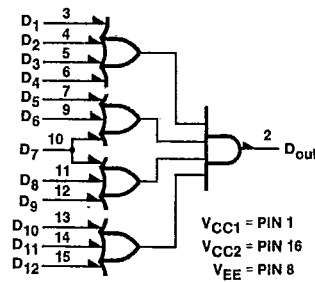 D1 3
D2 4
D3 5
D4 6
D5 7
D6 9
D7 10
D8 11
D9 12
D10 13
D11 14
D12 15
2 Dout
VCC1 = PIN 1
VCC2 = PIN 16
VEE = PIN 8